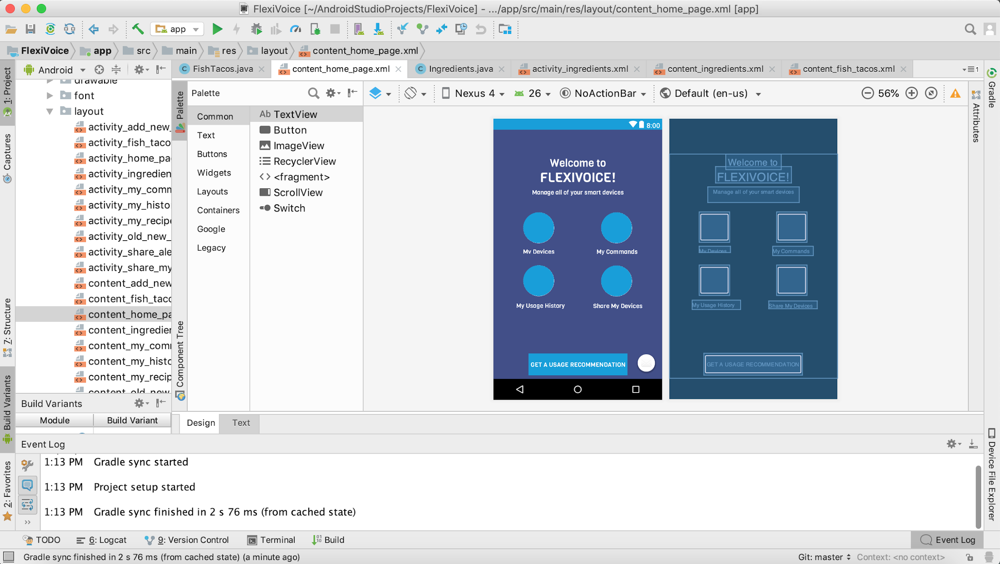 FlexiVoice [~/AndroidStudioProjects/FlexiVoice] - .../app/src/main/res/layout/content_home_page.xml [app]
app
FlexiVoice app src main res layout content_home_page.xml
1: Project
Captures
7: Structure
Build Variants
2: Favorites
Android
drawable
font
layout
activity_add_new_
activity_fish_taco
activity_home_pa
activity_ingredien
activity_my_comm
activity_my_histo
activity_my_recip
activity_old_new_
activity_share_ale
activity_share_my
content_add_new
content_fish_taco
content_home_pa
content_ingredier
content_my_comm
content_my_histo
content_my_recip
content_old_new
FishTacos.java content_home_page.xml Ingredients.java activity_ingredients.xml content_ingredients.xml content_fish_tacos.xml 1
Palette
Component Tree
Palette
Common
Text
Buttons
Widgets
Layouts
Containers
Google
Legacy
Ab TextView
Button
ImageView
RecyclerView
<fragment>
ScrollView
Switch
Nexus 4 26 NoActionBar Default (en-us) 56%
8:00
Welcome to
FLEXIVOICE!
Manage all of your smart devices
My Devices My Commands
My Usage History Share My Devices
GET A USAGE RECOMMENDATION
Welcome to
FLEXIVOICE!
Manage all of your smart devices
My Devices My Commands
My Usage History Share My Devices
GET A USAGE RECOMMENDATION
Gradle
Attributes
Device File Explorer
Build Variants
Module Build Variant
Design Text
Event Log
1:13 PM Gradle sync started
1:13 PM Project setup started
1:13 PM Gradle sync finished in 2 s 76 ms (from cached state)
TODO 6: Logcat 9: Version Control Terminal Build Event Log
Gradle sync finished in 2 s 76 ms (from cached state) (a minute ago) Git: master Context: <no context>